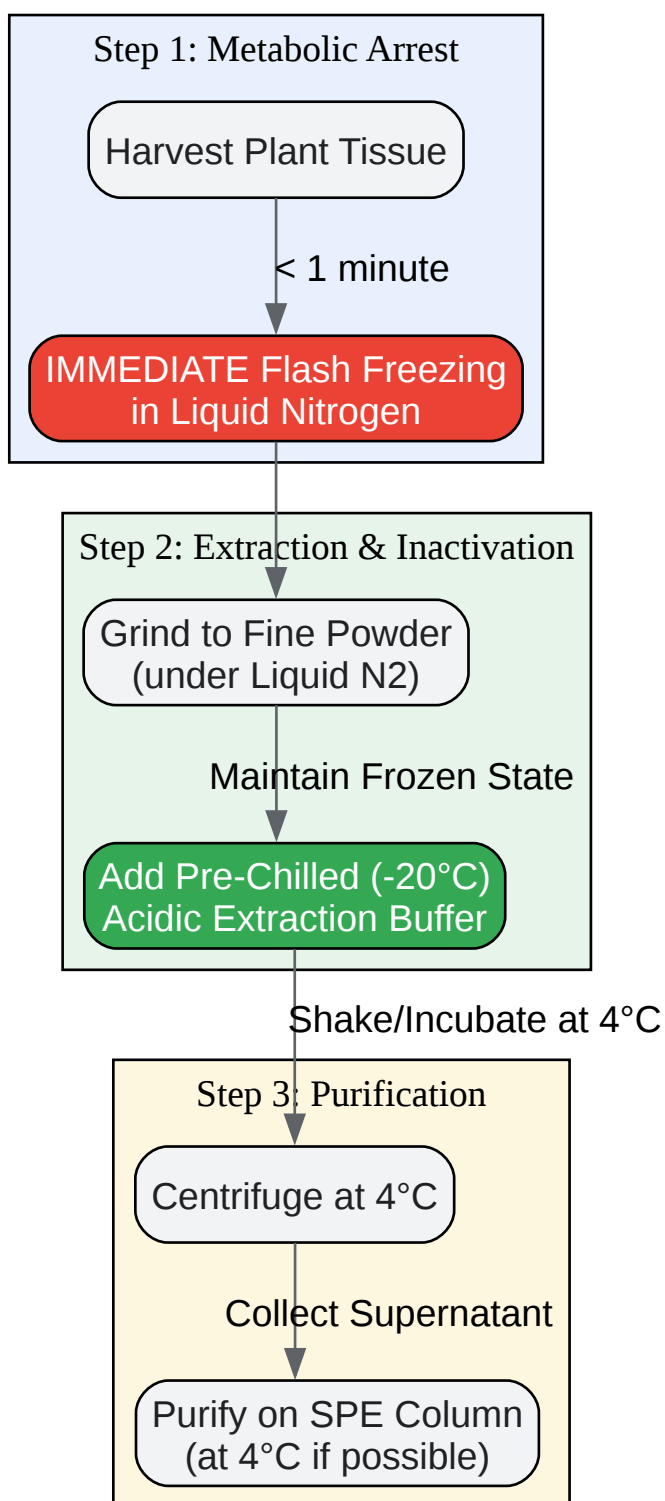 Step 1: Metabolic Arrest
Harvest Plant Tissue
< 1 minute
IMMEDIATE Flash Freezing
in Liquid Nitrogen
Step 2: Extraction & Inactivation
Grind to Fine Powder
(under Liquid N2)
Maintain Frozen State
Add Pre-Chilled (-20°C)
Acidic Extraction Buffer
Shake/Incubate at 4°C
Step 3: Purification
Centrifuge at 4°C
Collect Supernatant
Purify on SPE Column
(at 4°C if possible)